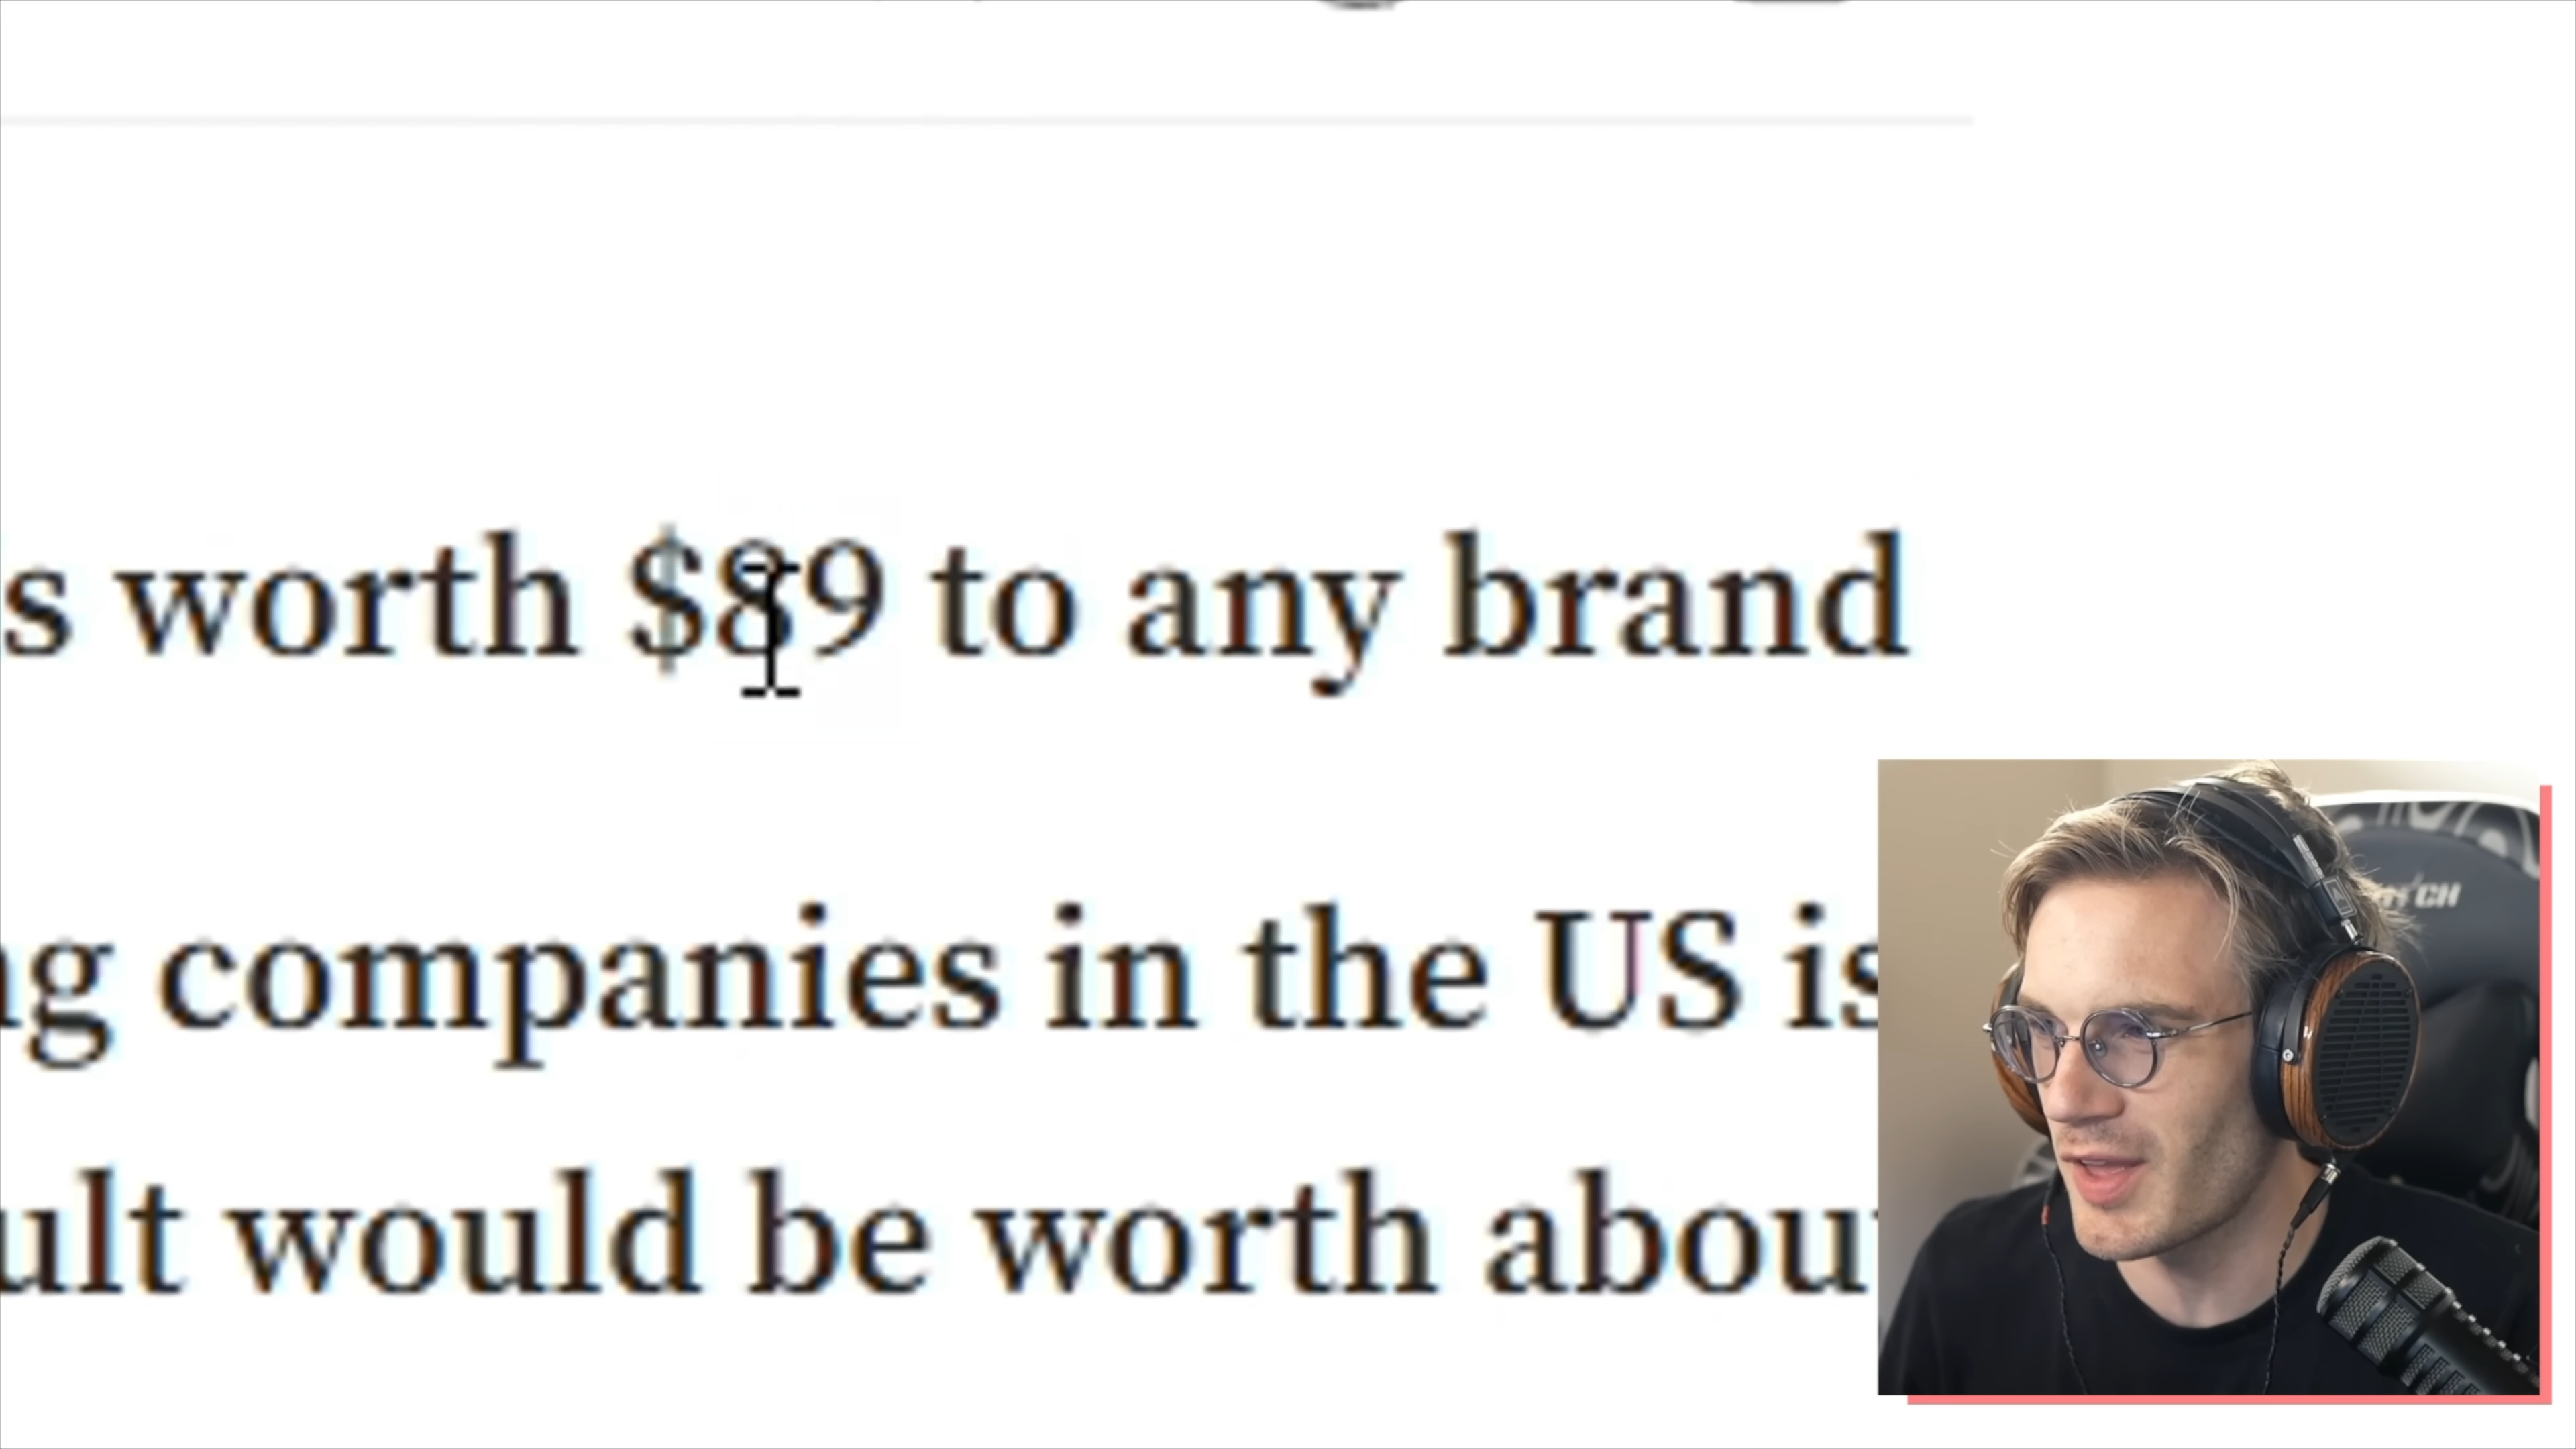 s worth $89 to any brand
ng companies in the US is
ult would be worth abou